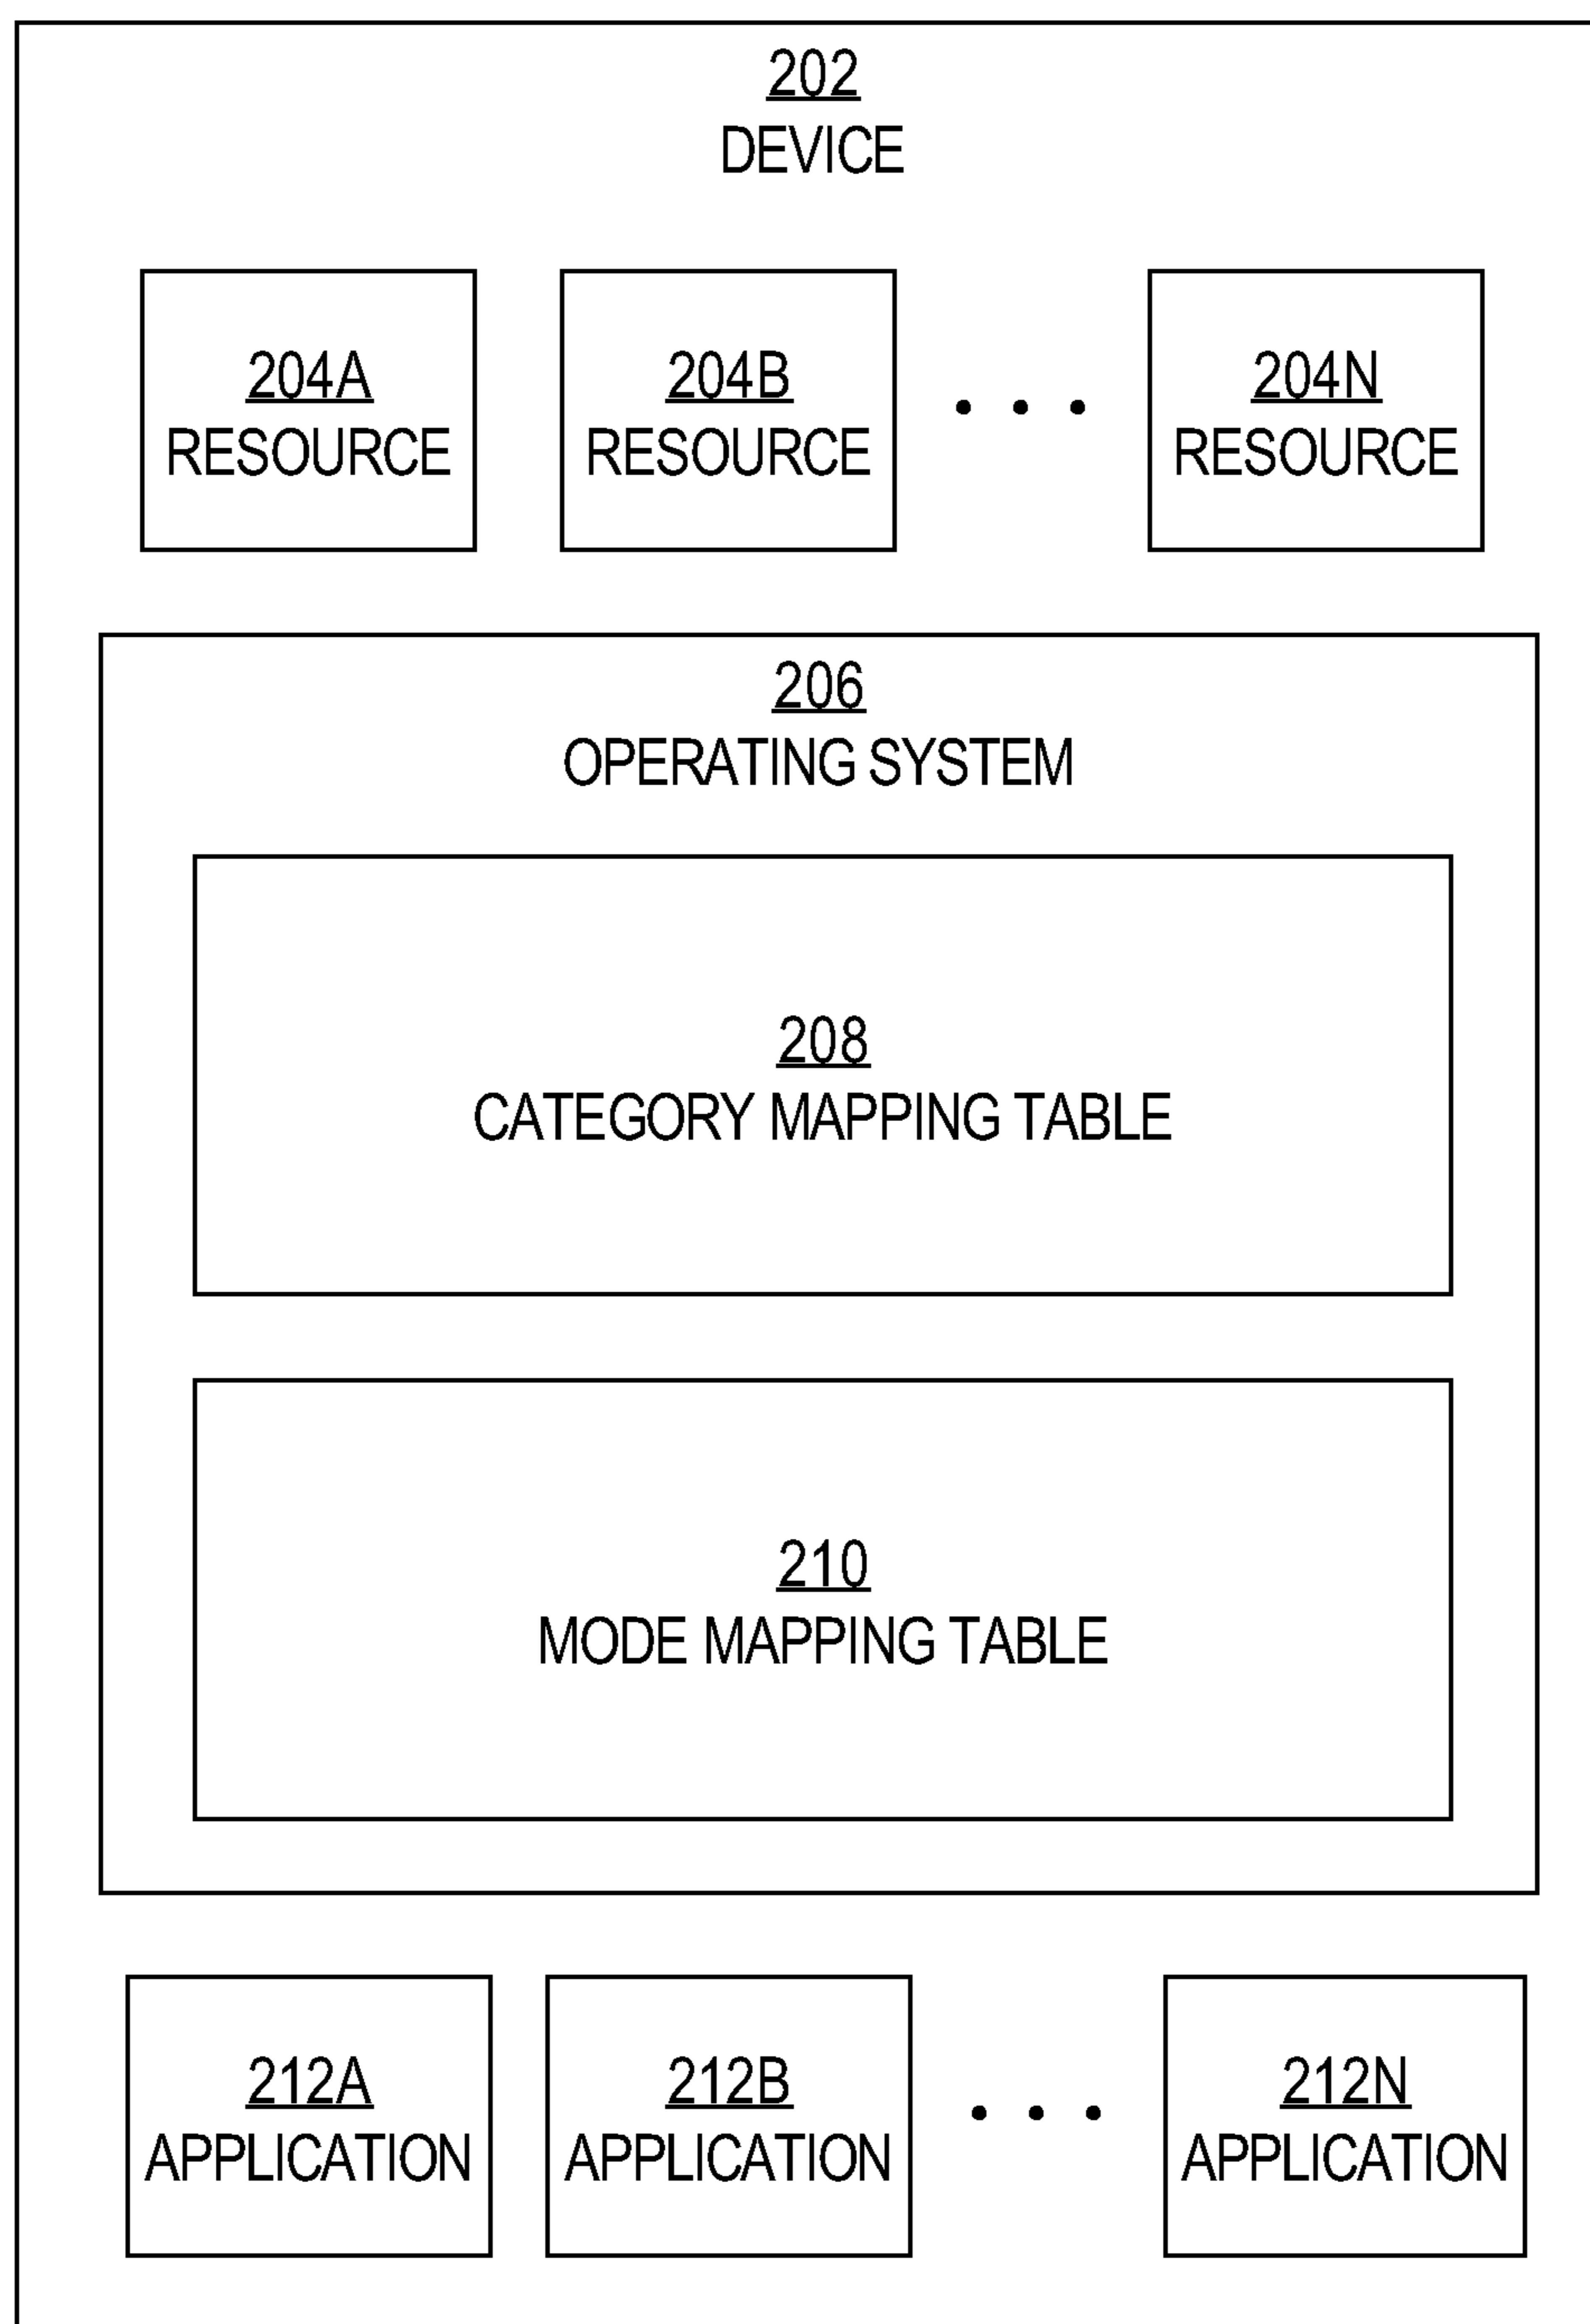 202
DEVICE
204A
RESOURCE
204B
RESOURCE
. . .
204N
RESOURCE
206
OPERATING SYSTEM
208
CATEGORY MAPPING TABLE
210
MODE MAPPING TABLE
212A
APPLICATION
212B
APPLICATION
. . .
212N
APPLICATION